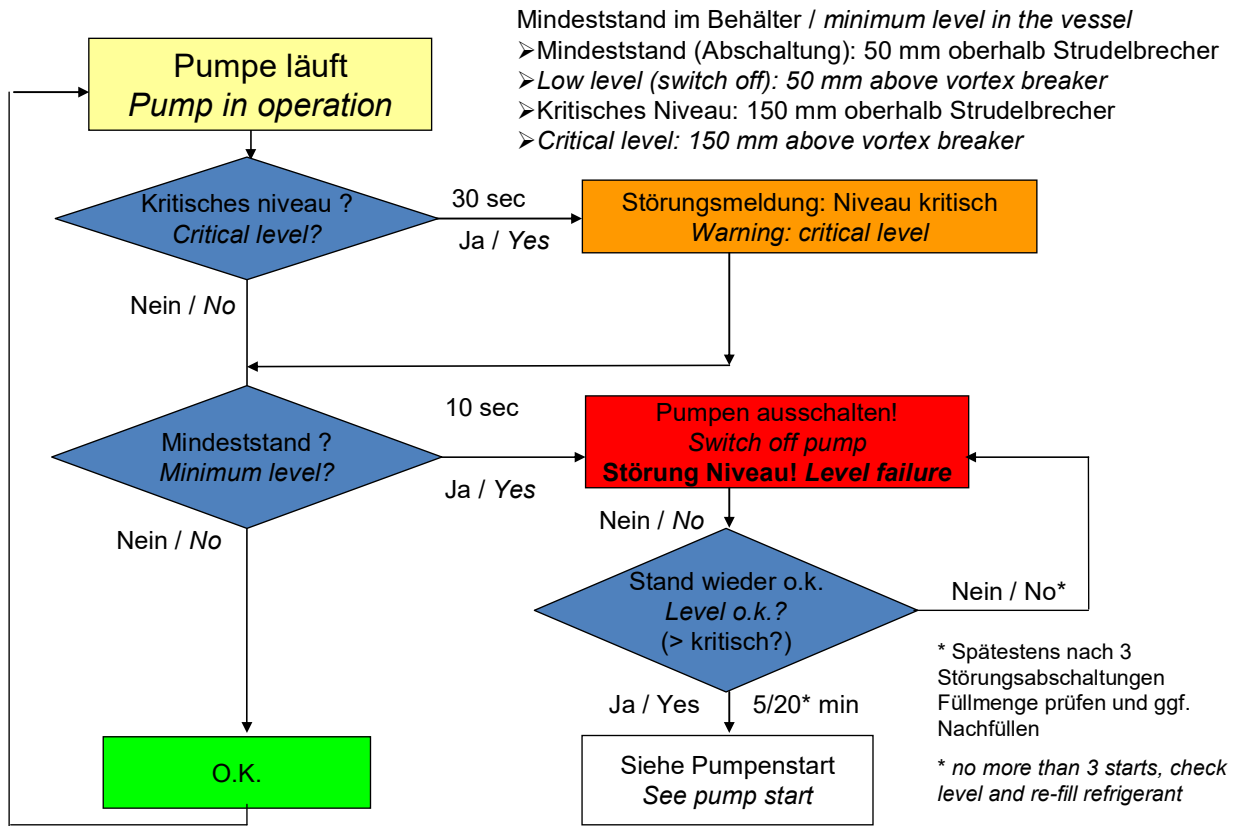 Mindeststand im Behälter / minimum level in the vessel
➢Mindeststand (Abschaltung): 50 mm oberhalb Strudelbrecher
➢Low level (switch off): 50 mm above vortex breaker
➢Kritisches Niveau: 150 mm oberhalb Strudelbrecher
➢Critical level: 150 mm above vortex breaker
Pumpe läuft
Pump in operation
Kritisches niveau ?
Critical level?
30 sec
Ja / Yes
Störungsmeldung: Niveau kritisch
Warning: critical level
Nein / No
Mindeststand ?
Minimum level?
10 sec
Ja / Yes
Pumpen ausschalten!
Switch off pump
Störung Niveau! Level failure
Nein / No
Nein / No
Stand wieder o.k.
Level o.k.?
(> kritisch?)
Nein / No*
Ja / Yes
5/20* min
O.K.
Siehe Pumpenstart
See pump start
* Spätestens nach 3
Störungsabschaltungen
Füllmenge prüfen und ggf.
Nachfüllen
* no more than 3 starts, check
level and re-fill refrigerant